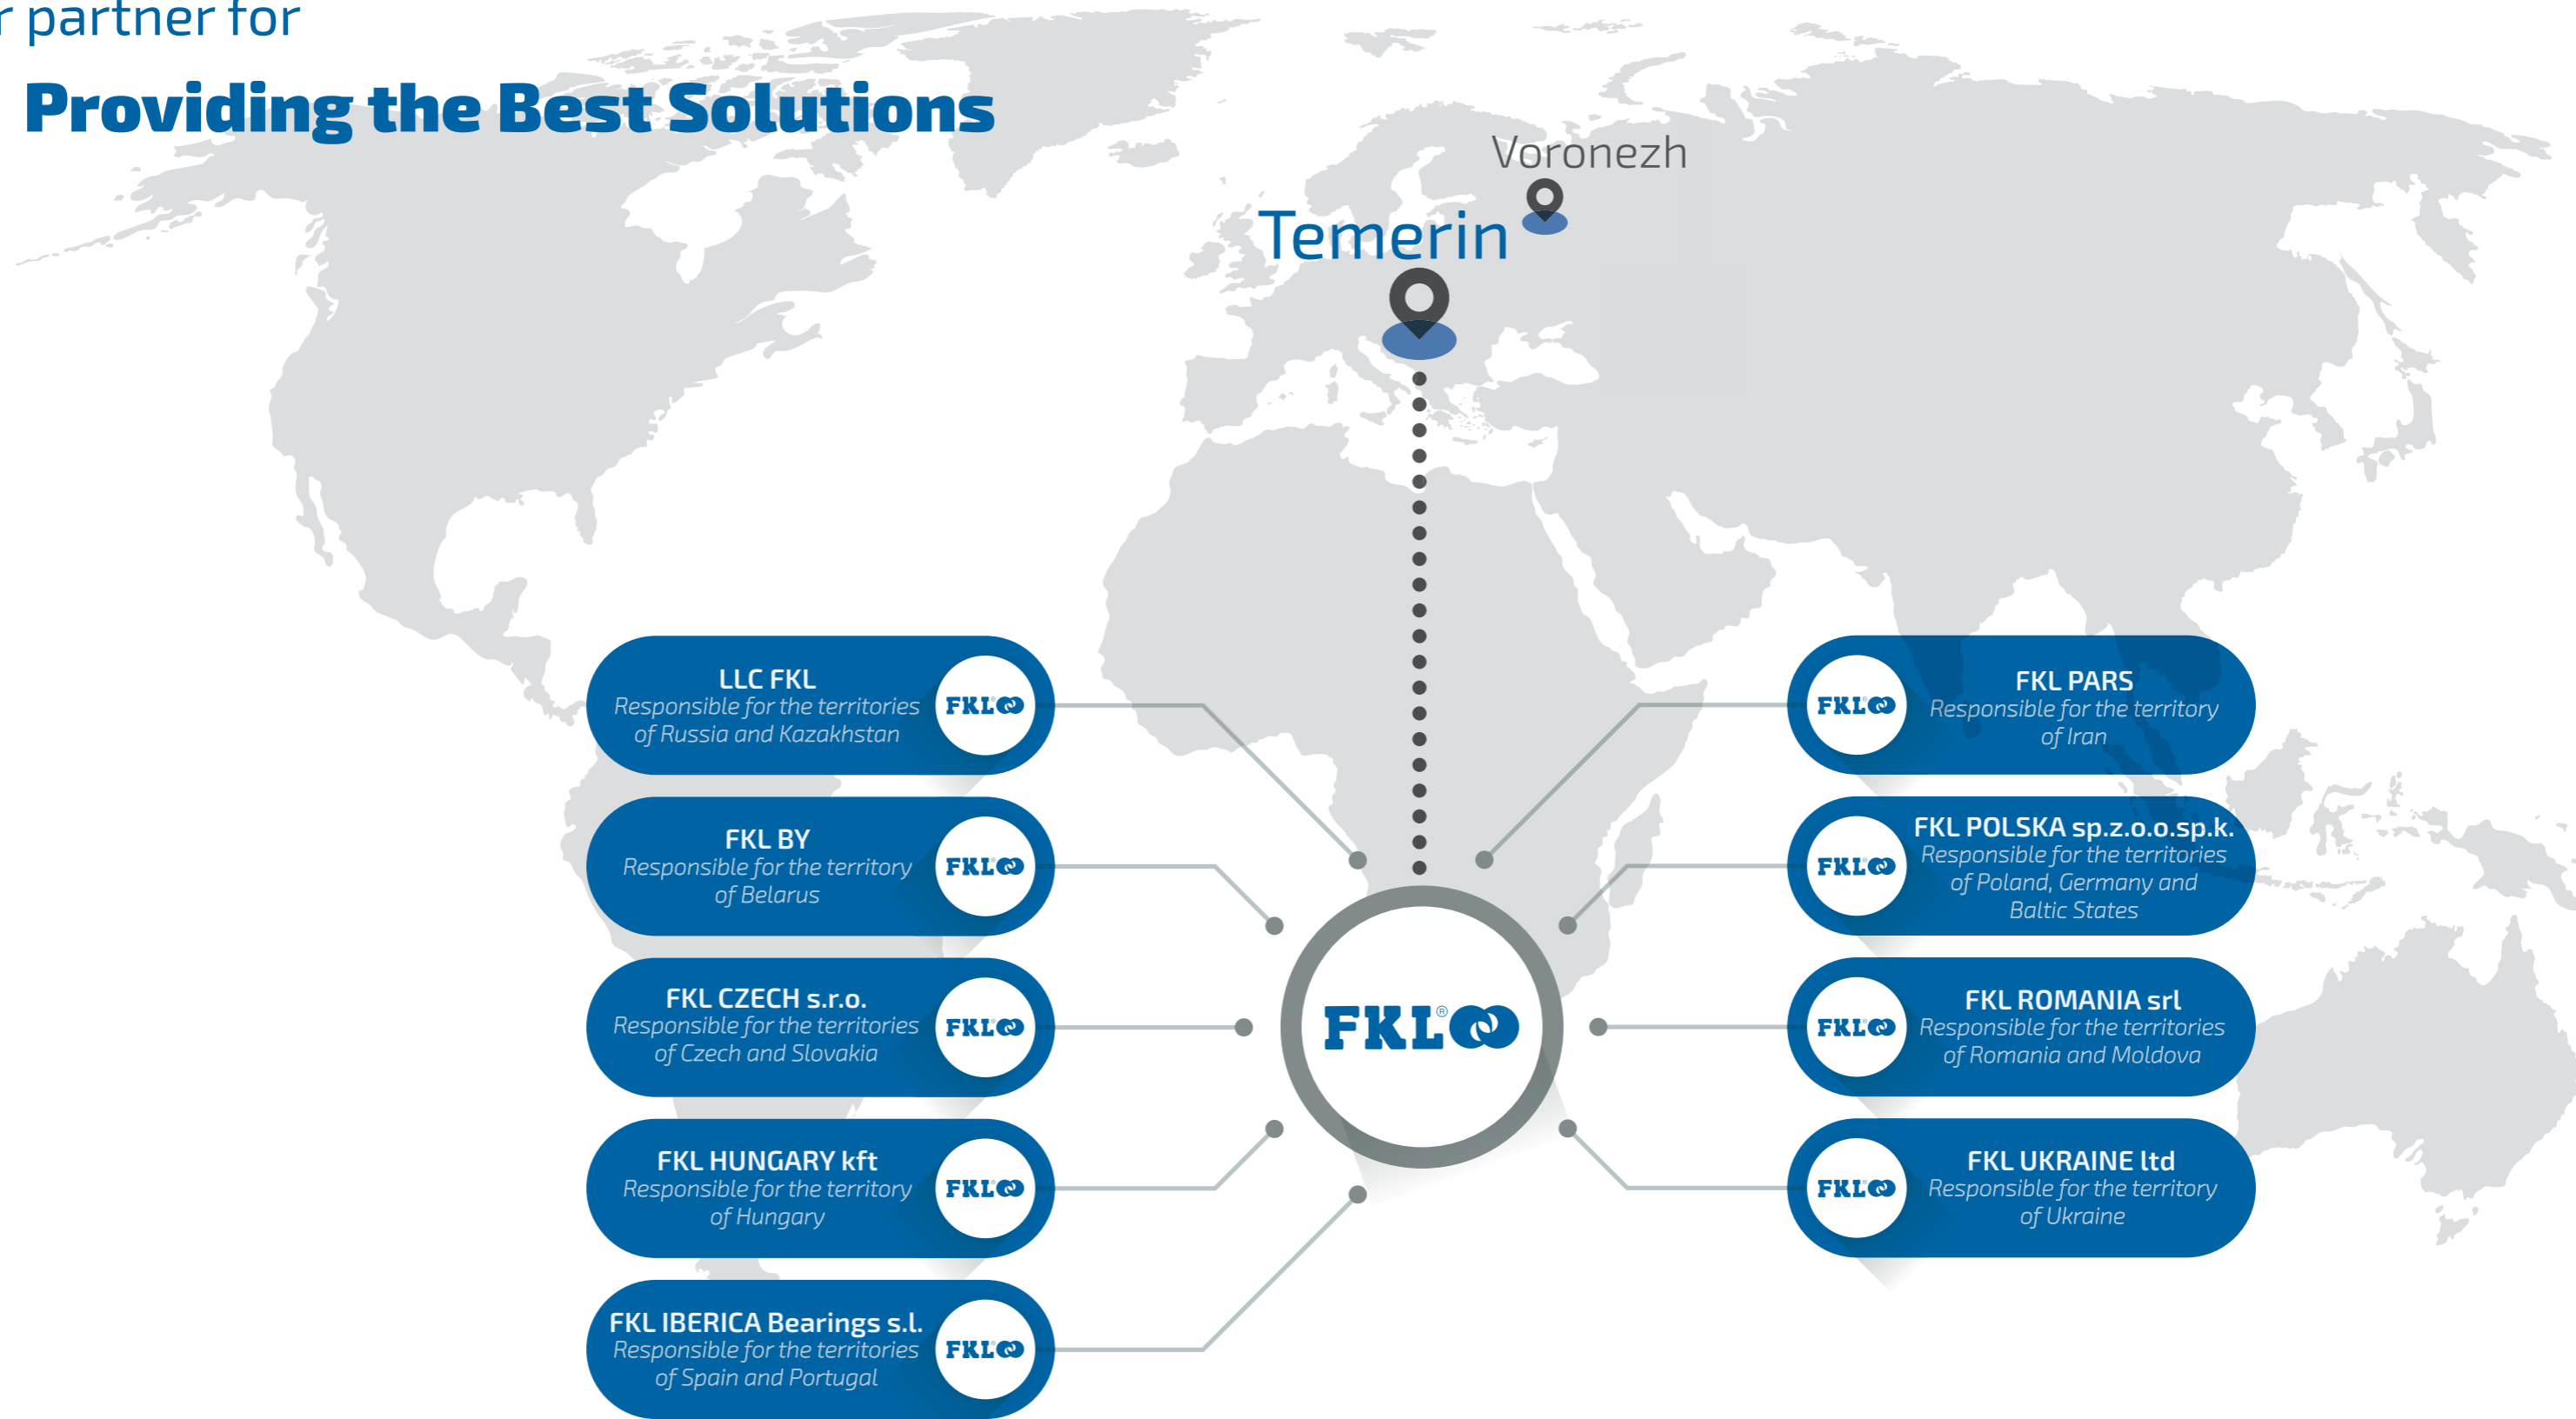 r partner for
Providing the Best Solutions
Voronezh
Temerin
LLC FKL
Responsible for the territories
of Russia and Kazakhstan
FKL
FKL BY
Responsible for the territory
of Belarus
FKL
FKL CZECH s.r.o.
Responsible for the territories
of Czech and Slovakia
FKL
FKL HUNGARY kft
Responsible for the territory
of Hungary
FKL
FKL IBERICA Bearings s.l.
Responsible for the territories
of Spain and Portugal
FKL
FKL®
FKL
FKL PARS
Responsible for the territory
of Iran
FKL
FKL POLSKA sp.z.o.o.sp.k.
Responsible for the territories
of Poland, Germany and
Baltic States
FKL
FKL ROMANIA srl
Responsible for the territories
of Romania and Moldova
FKL
FKL UKRAINE ltd
Responsible for the territory
of Ukraine